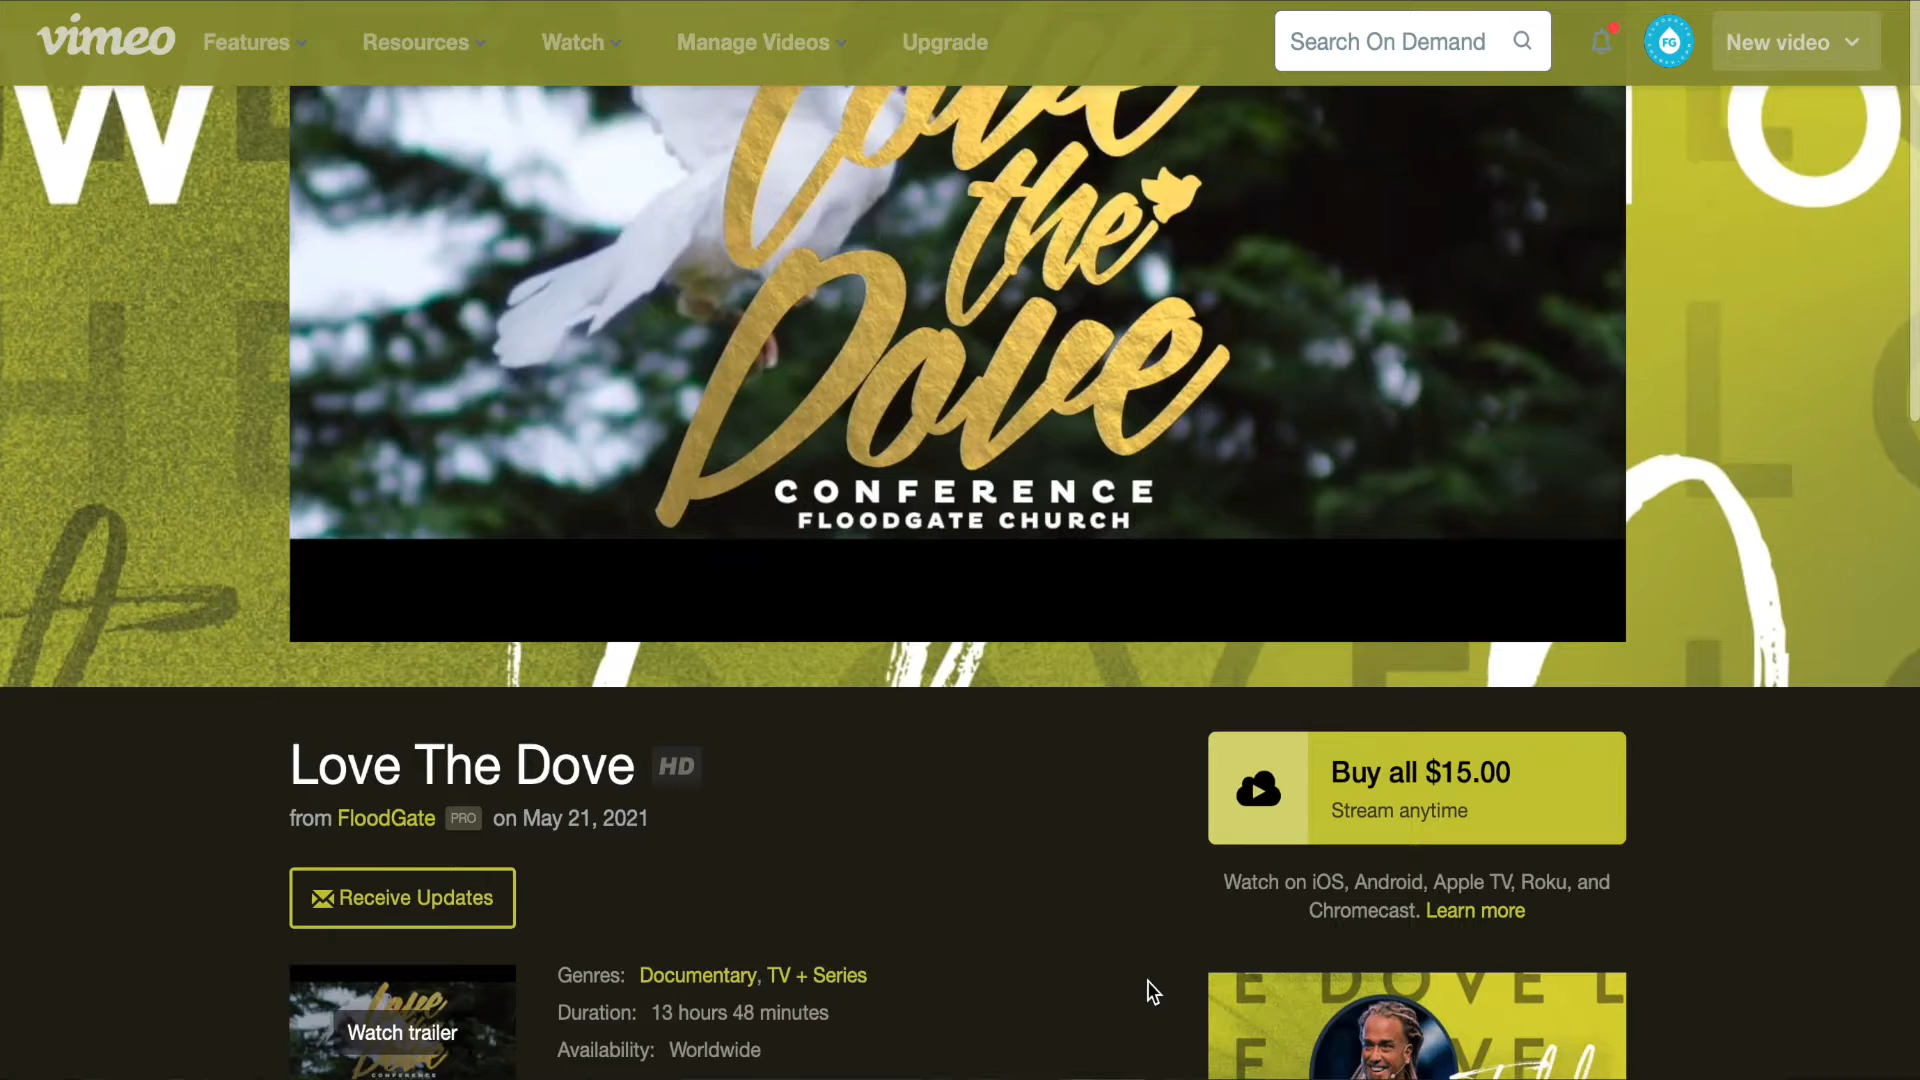 vimeo Features Resources Watch Manage Videos Upgrade Search On Demand FG New video
Love
the
Dove
CONFERENCE
FLOODGATE CHURCH
Love The Dove HD
from FloodGate PRO on May 21, 2021
Receive Updates
Watch trailer
Genres: Documentary, TV + Series
Duration: 13 hours 48 minutes
Availability: Worldwide
Buy all $15.00
Stream anytime
Watch on iOS, Android, Apple TV, Roku, and
Chromecast. Learn more
E DOVE L